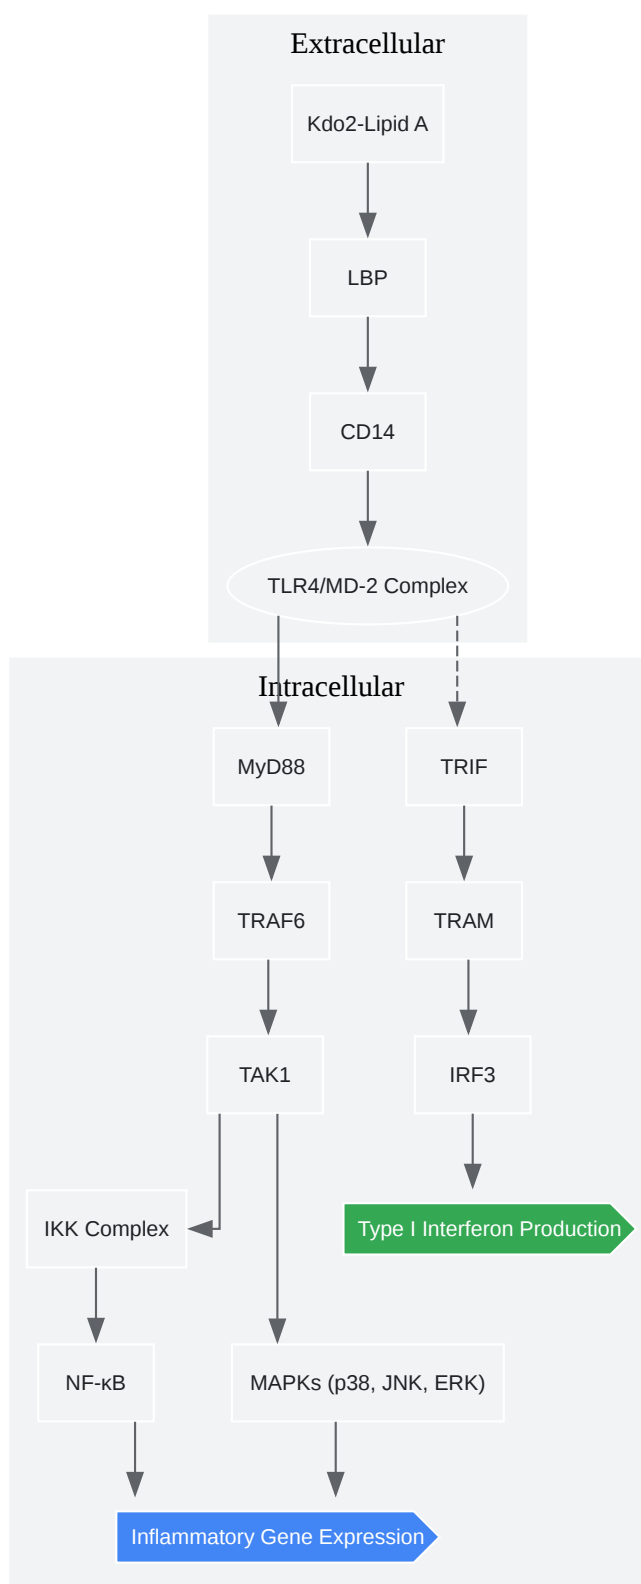 Extracellular
Kdo2-Lipid A
LBP
CD14
TLR4/MD-2 Complex
Intracellular
MyD88
TRIF
TRAF6
TRAM
TAK1
IRF3
IKK Complex
Type I Interferon Production
NF-κB
MAPKs (p38, JNK, ERK)
Inflammatory Gene Expression